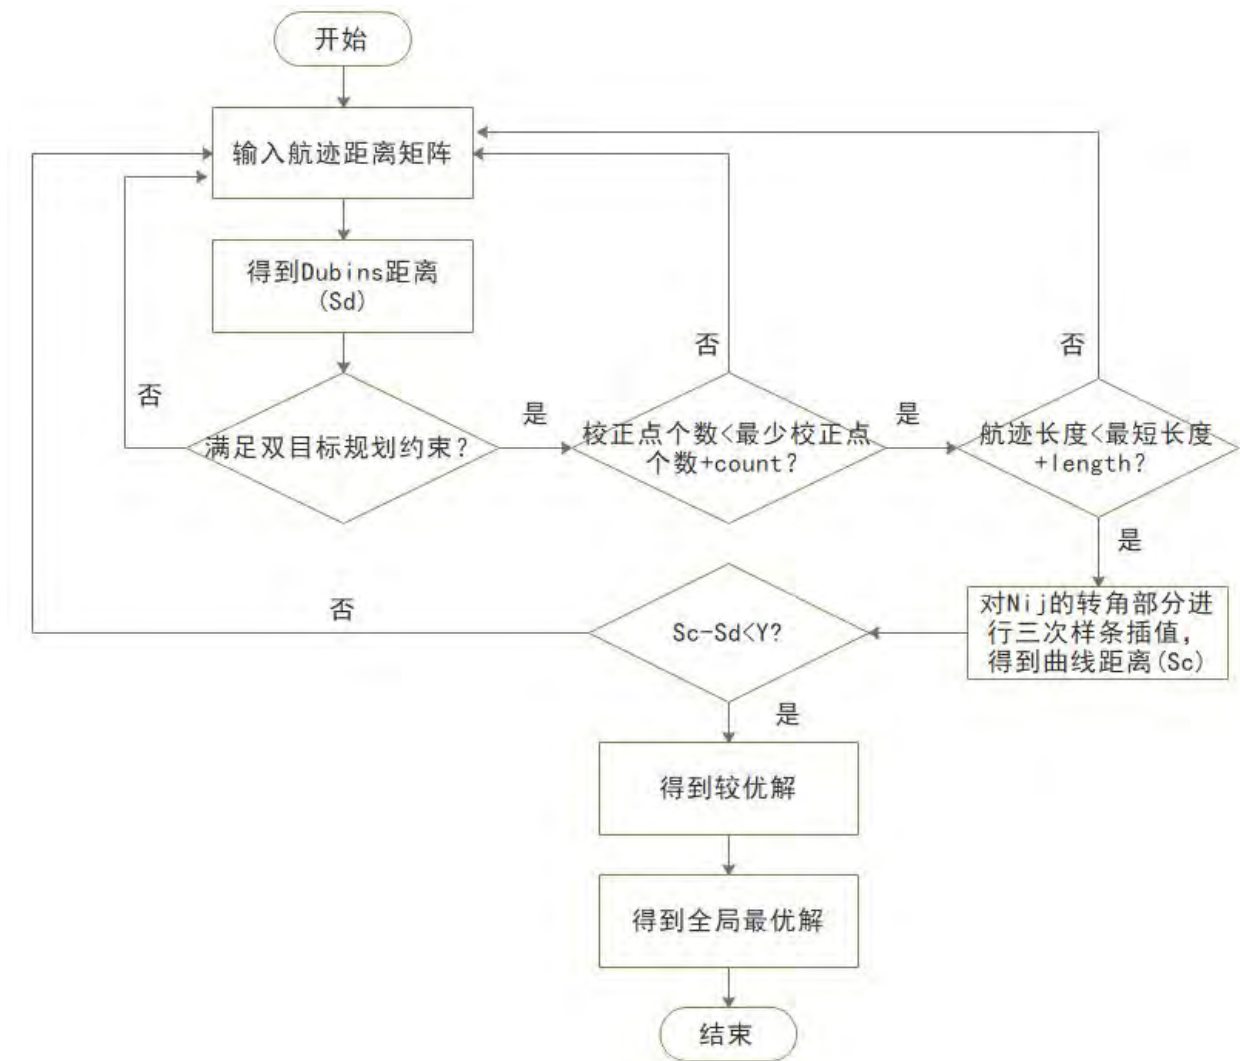 开始
输入航迹距离矩阵
得到Dubins距离
(Sd)
否
否
否
满足双目标规划约束?
是
校正点个数<最少校正点
个数+count?
是
航迹长度<最短长度
+length?
是
对Nij的转角部分进
行三次样条插值,
得到曲线距离(Sc)
Sc-Sd<Y?
否
是
得到较优解
得到全局最优解
结束